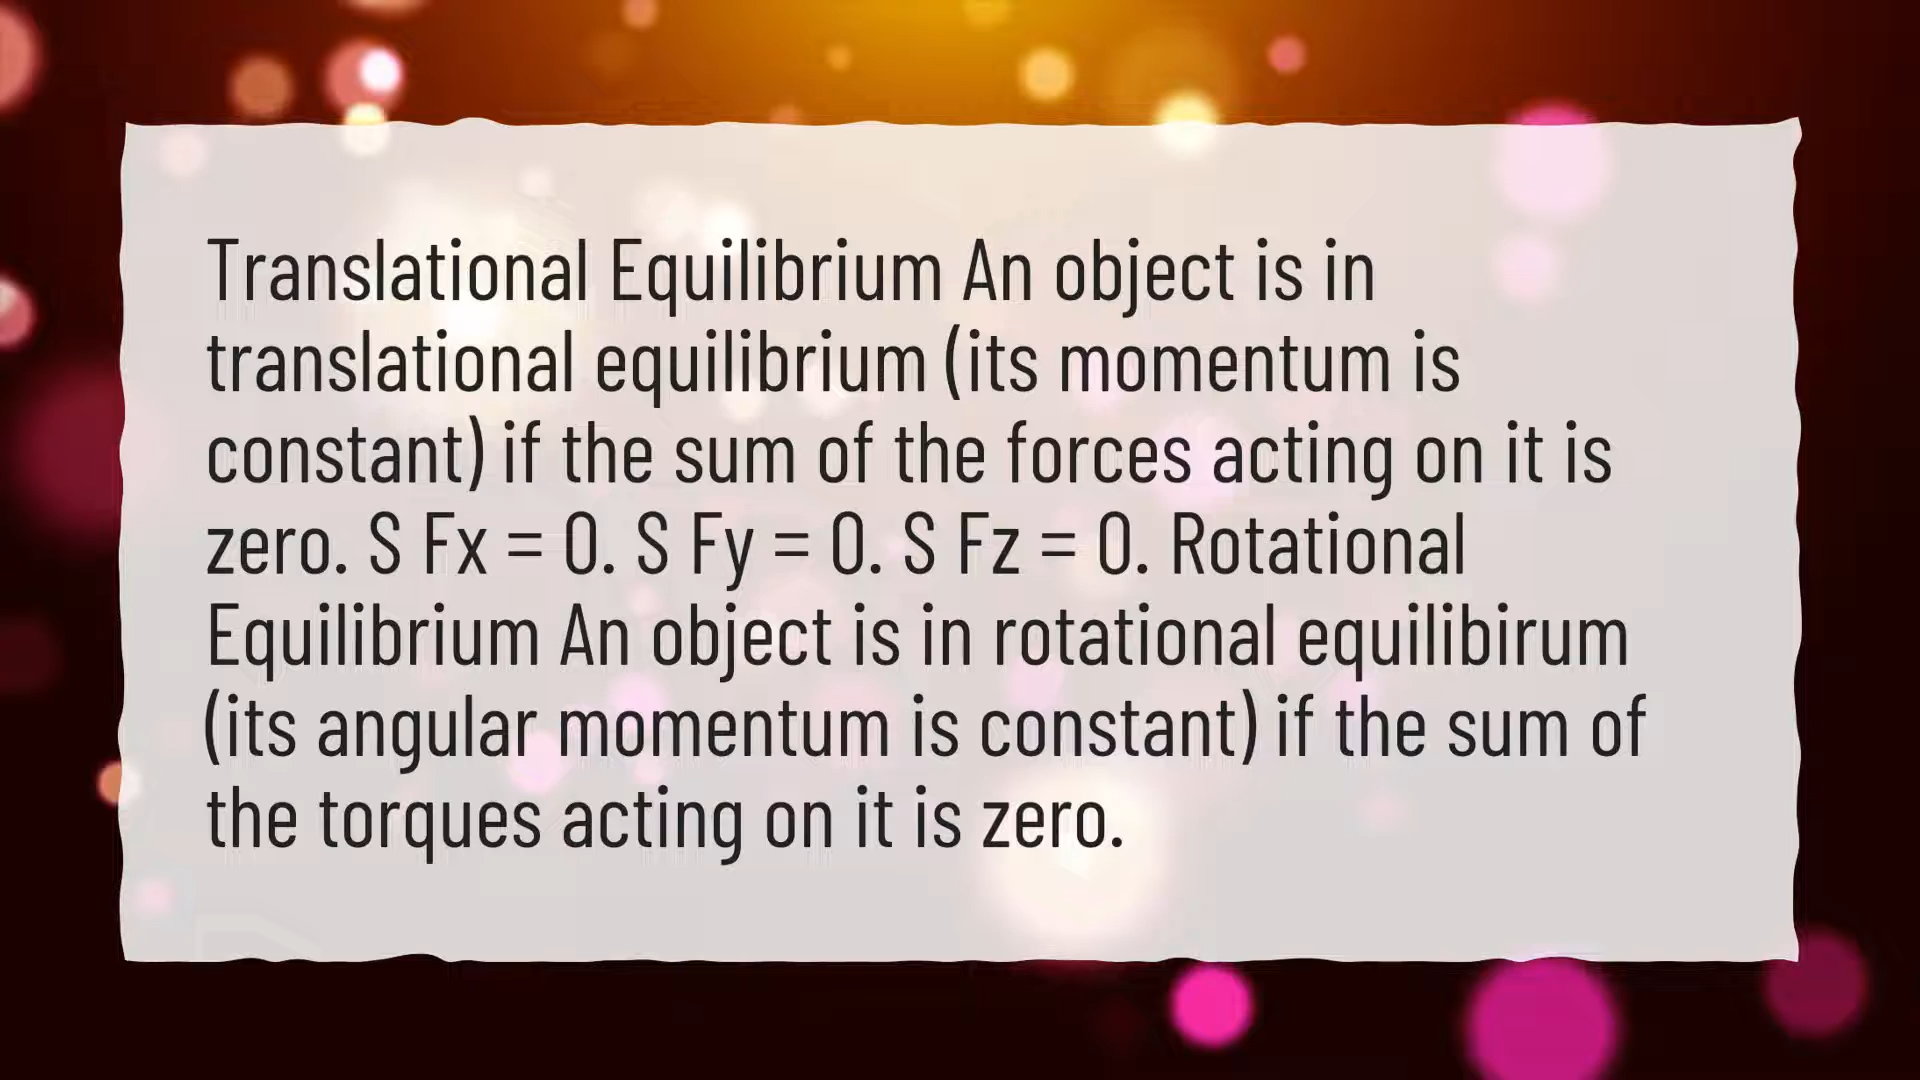 Translational Equilibrium An object is in
translational equilibrium (its momentum is
constant) if the sum of the forces acting on it is
zero. S Fx = 0. S Fy = 0. S Fz = 0. Rotational
Equilibrium An object is in rotational equilibirum
(its angular momentum is constant) if the sum of
the torques acting on it is zero.